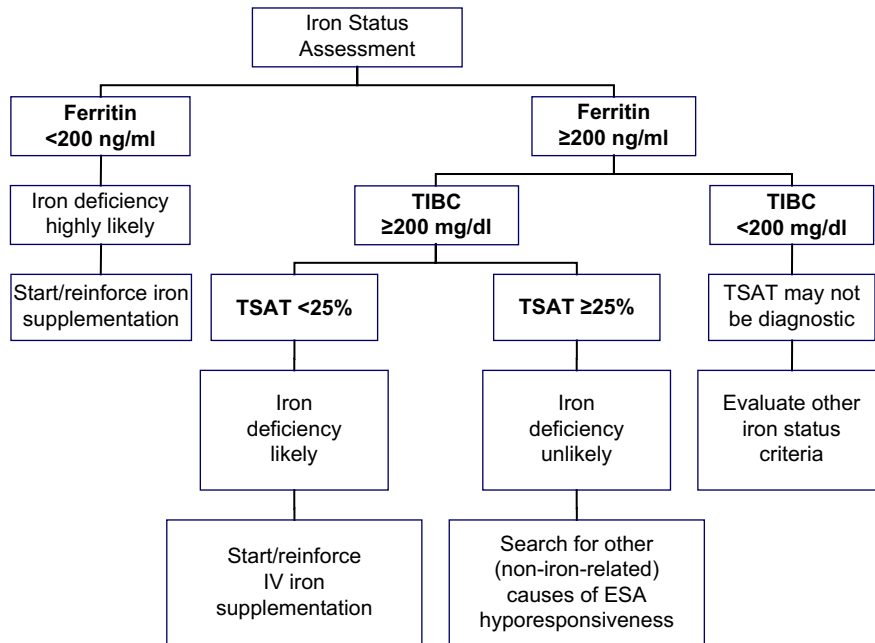 Iron Status
Assessment
Ferritin
<200 ng/ml
Ferritin
≥200 ng/ml
Iron deficiency
highly likely
TIBC
≥200 mg/dl
TIBC
<200 mg/dl
Start/reinforce iron
supplementation
TSAT <25%
TSAT ≥25%
TSAT may not
be diagnostic
Iron
deficiency
likely
Iron
deficiency
unlikely
Evaluate other
iron status
criteria
Start/reinforce
IV iron
supplementation
Search for other
(non-iron-related)
causes of ESA
hyporesponsiveness